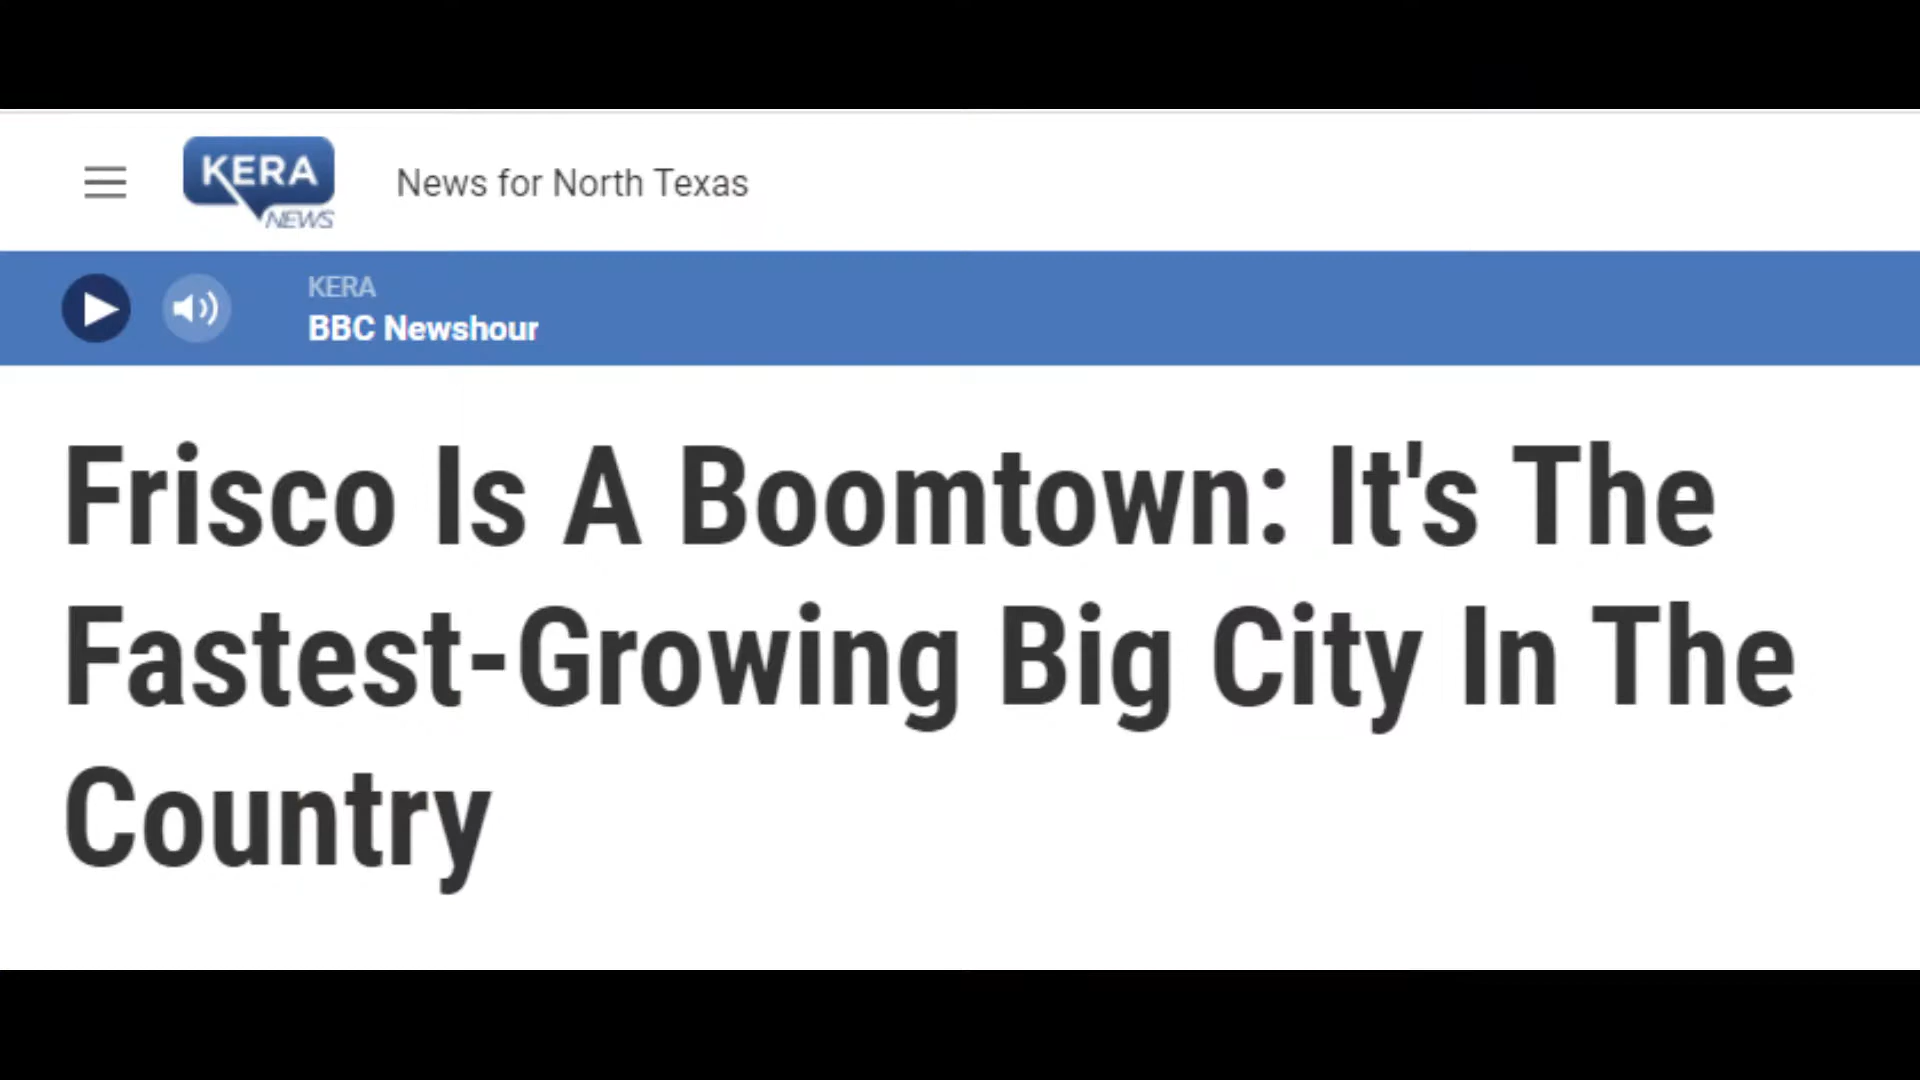 KERA
NEWS
News for North Texas
KERA
BBC Newshour
Frisco Is A Boomtown: It's The
Fastest-Growing Big City In The
Country